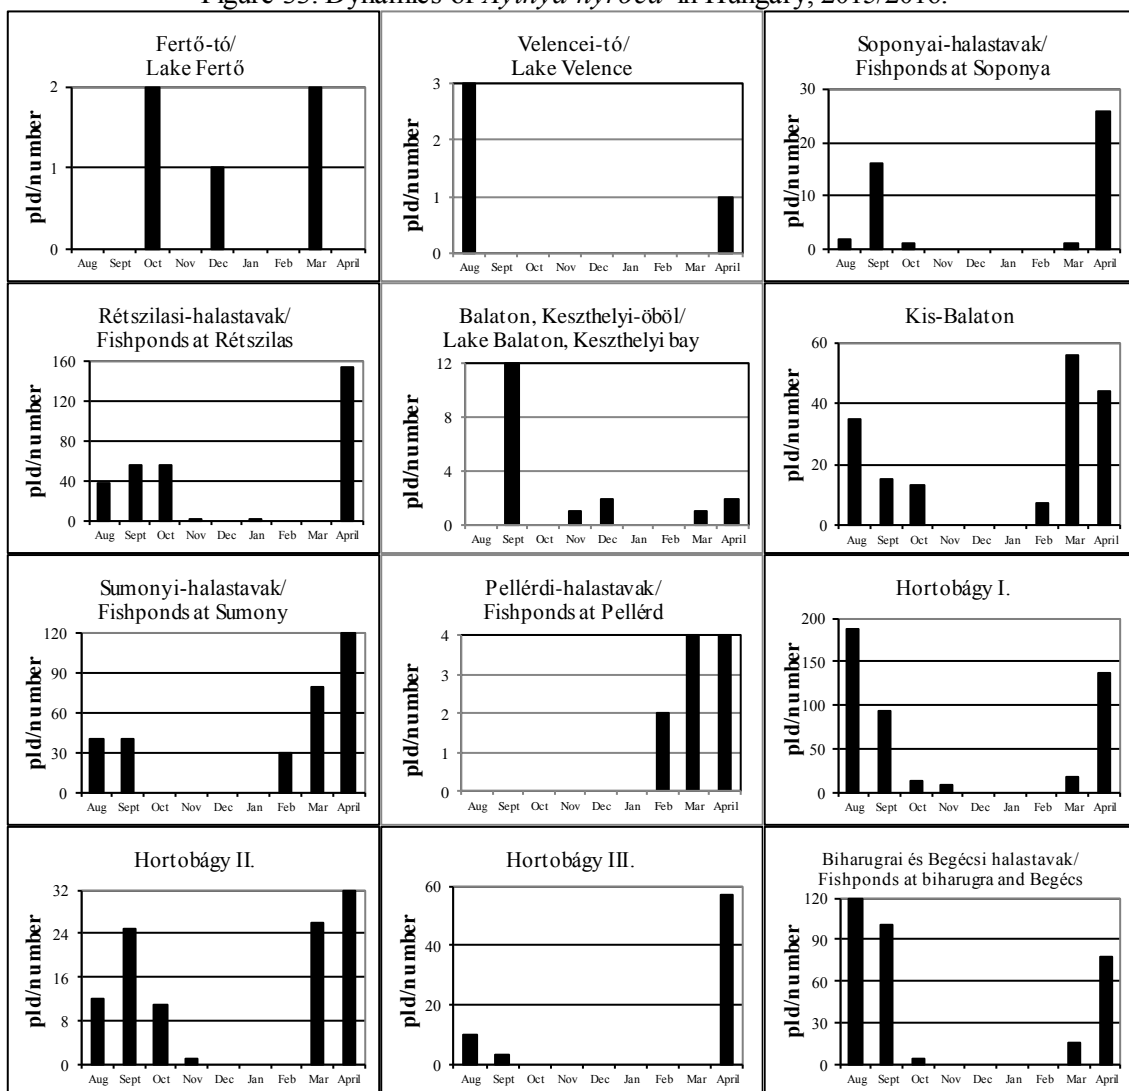 Figure Dynamics of Aythya nyroca in Hungary, 2015/2016.
Fertő-tó/
Lake Fertő
pld/number
2
1
0
Aug Sept Oct Nov Dec Jan Feb Mar April
Velencei-tó/
Lake Velence
pld/number
3
2
1
0
Aug Sept Oct Nov Dec Jan Feb Mar April
Soponyai-halastavak/
Fishponds at Soponya
pld/number
30
20
10
0
Aug Sept Oct Nov Dec Jan Feb Mar April
Rétszilasi-halastavak/
Fishponds at Rétszilas
pld/number
160
120
80
40
0
Aug Sept Oct Nov Dec Jan Feb Mar April
Balaton, Keszthelyi-öböl/
Lake Balaton, Keszthelyi bay
pld/number
12
8
4
0
Aug Sept Oct Nov Dec Jan Feb Mar April
Kis-Balaton
pld/number
60
40
20
0
Aug Sept Oct Nov Dec Jan Feb Mar April
Sumonyi-halastavak/
Fishponds at Sumony
pld/number
120
90
60
30
0
Aug Sept Oct Nov Dec Jan Feb Mar April
Pellérdi-halastavak/
Fishponds at Pellérd
pld/number
4
3
2
1
0
Aug Sept Oct Nov Dec Jan Feb Mar April
Hortobágy I.
pld/number
200
150
100
50
0
Aug Sept Oct Nov Dec Jan Feb Mar April
Hortobágy II.
pld/number
32
24
16
8
0
Aug Sept Oct Nov Dec Jan Feb Mar April
Hortobágy III.
pld/number
60
40
20
0
Aug Sept Oct Nov Dec Jan Feb Mar April
Biharugrai és Begécsi halastavak/
Fishponds at biharugra and Begécs
pld/number
120
90
60
30
0
Aug Sept Oct Nov Dec Jan Feb Mar April